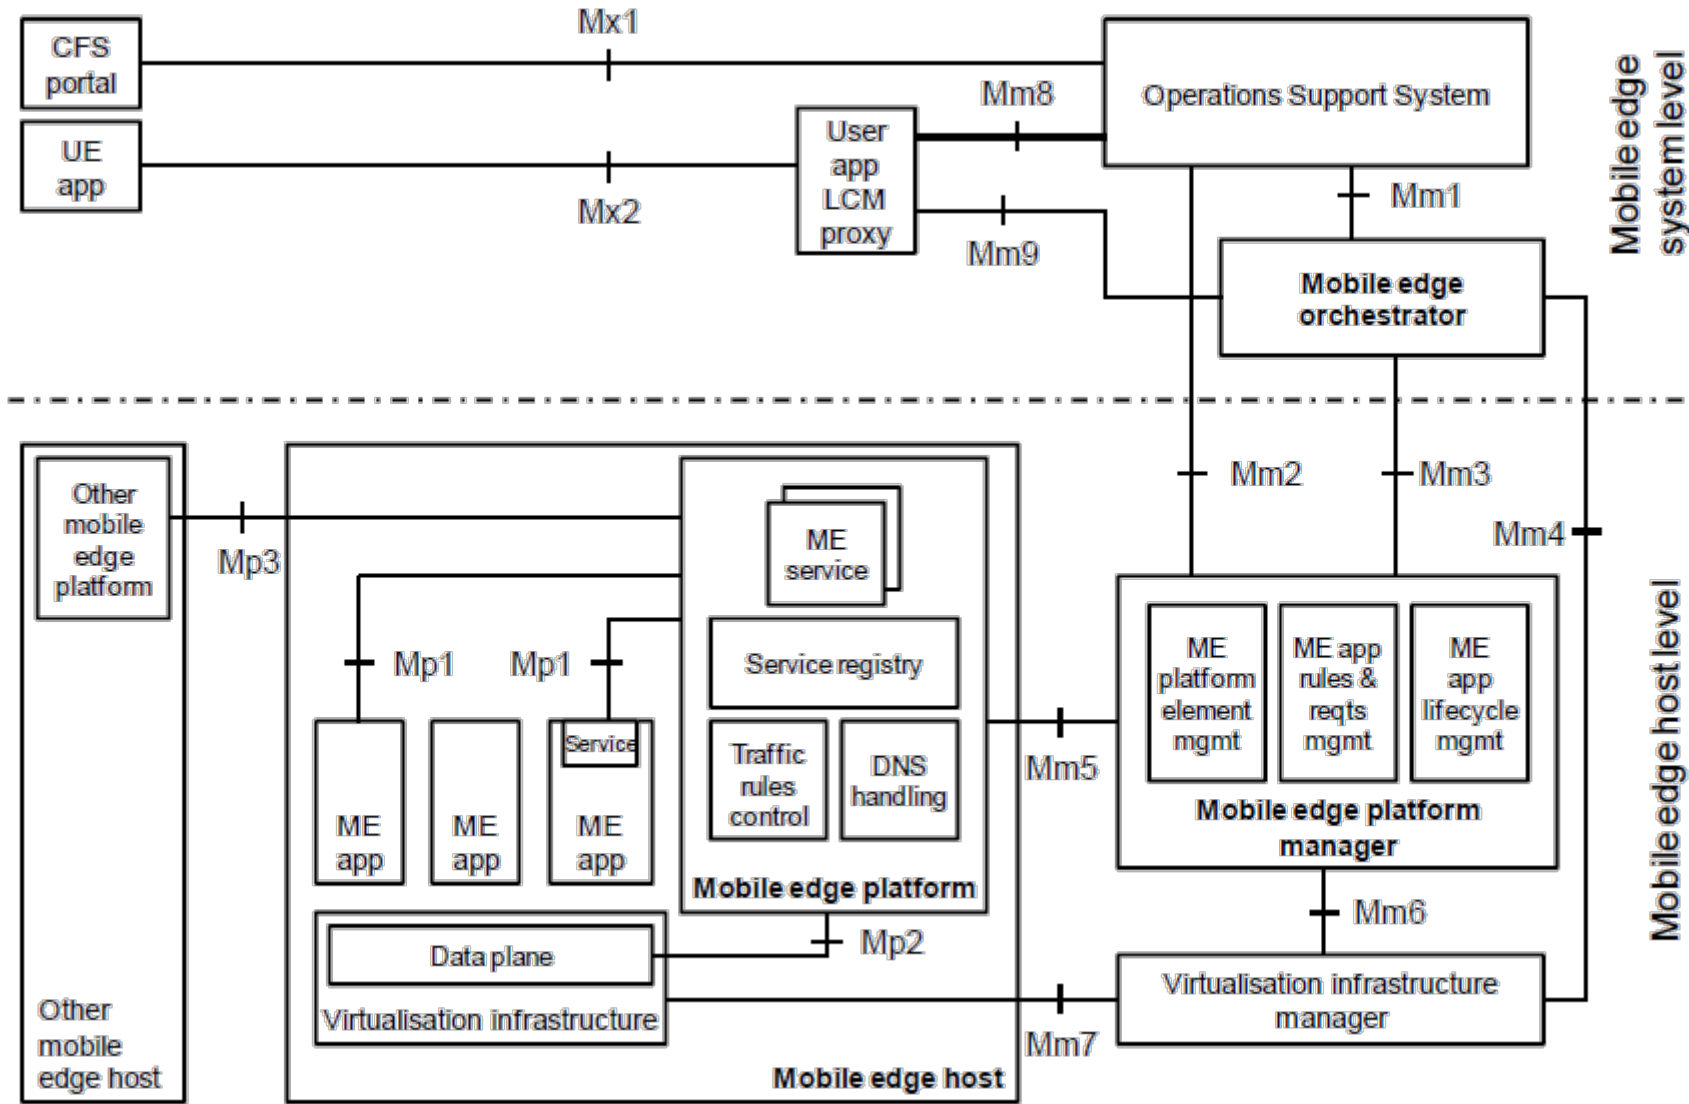 Mx1
CFS
portal
Operations Support System
Mm8
UE
app
User
app
LCM
proxy
Mx2
Mm9
Mm1
Mobile edge
orchestrator
Mobile edge
system level
Other
mobile
edge
platform
Mp3
ME
service
Mm2
Mm3
Mm4
Mp1
Mp1
Service registry
ME
platform
element
mgmt
ME app
rules &
reqts
mgmt
ME
app
lifecycle
mgmt
Service
Traffic
rules
control
DNS
handling
Mm5
ME
app
ME
app
ME
app
Mobile edge platform
manager
Mobile edge platform
Mobile edge host level
Mp2
Mm6
Data plane
Virtualisation infrastructure
Virtualisation infrastructure
manager
Mm7
Other
mobile
edge host
Mobile edge host